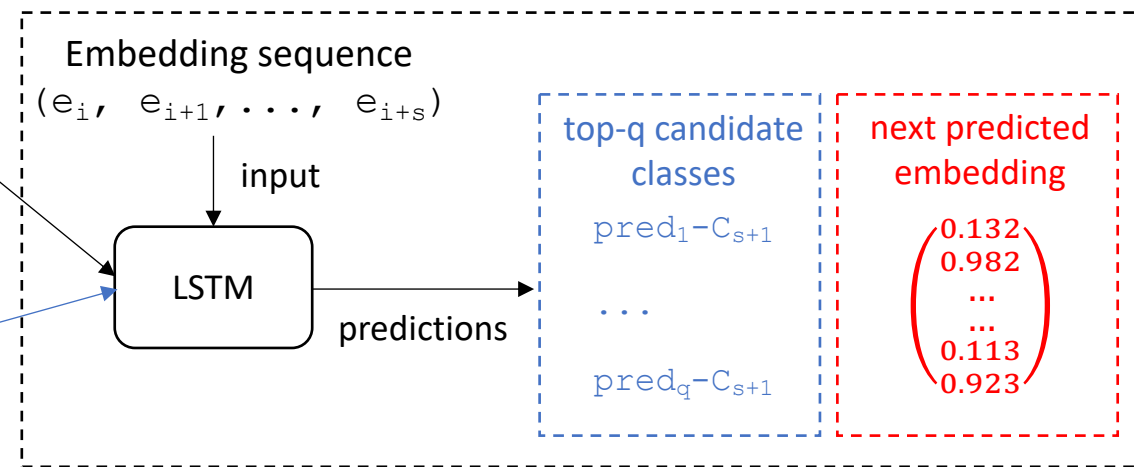 Embedding sequence
(eᵢ, eᵢ₊₁,..., eᵢ₊ₛ)
input
LSTM
predictions
top-q candidate
classes
pred₁-Cₛ₊₁
...
pred_q-Cₛ₊₁
next predicted
embedding
0.132
0.982
...
...
0.113
0.923